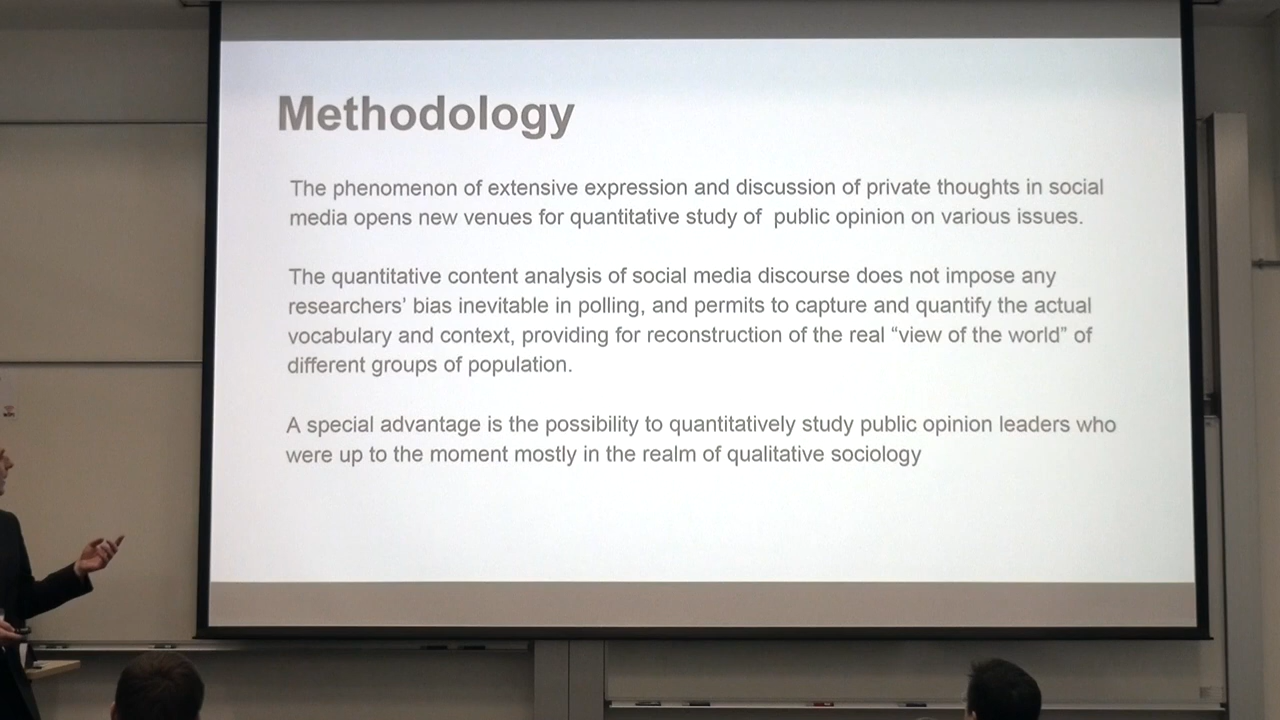 Methodology
The phenomenon of extensive expression and discussion of private thoughts in social
media opens new venues for quantitative study of  public opinion on various issues.
The quantitative content analysis of social media discourse does not impose any
researchers’ bias inevitable in polling, and permits to capture and quantify the actual
vocabulary and context, providing for reconstruction of the real “view of the world” of
different groups of population.
A special advantage is the possibility to quantitatively study public opinion leaders who
were up to the moment mostly in the realm of qualitative sociology